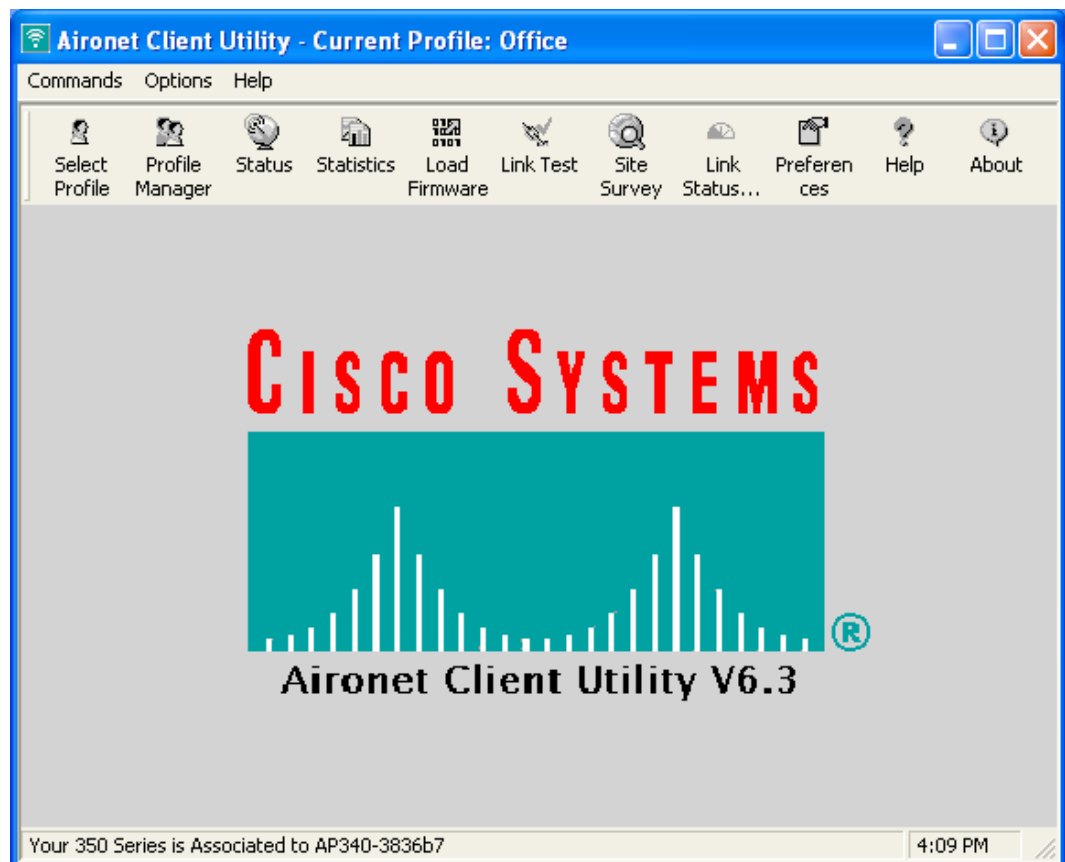 Aironet Client Utility - Current Profile: Office
Commands Options Help
Select Profile
Profile Manager
Status
Statistics
Load Firmware
Link Test
Site Survey
Link Status...
Preferen ces
Help
About
CISCO SYSTEMS
®
Aironet Client Utility V6.3
Your 350 Series is Associated to AP340-3836b7
4:09 PM